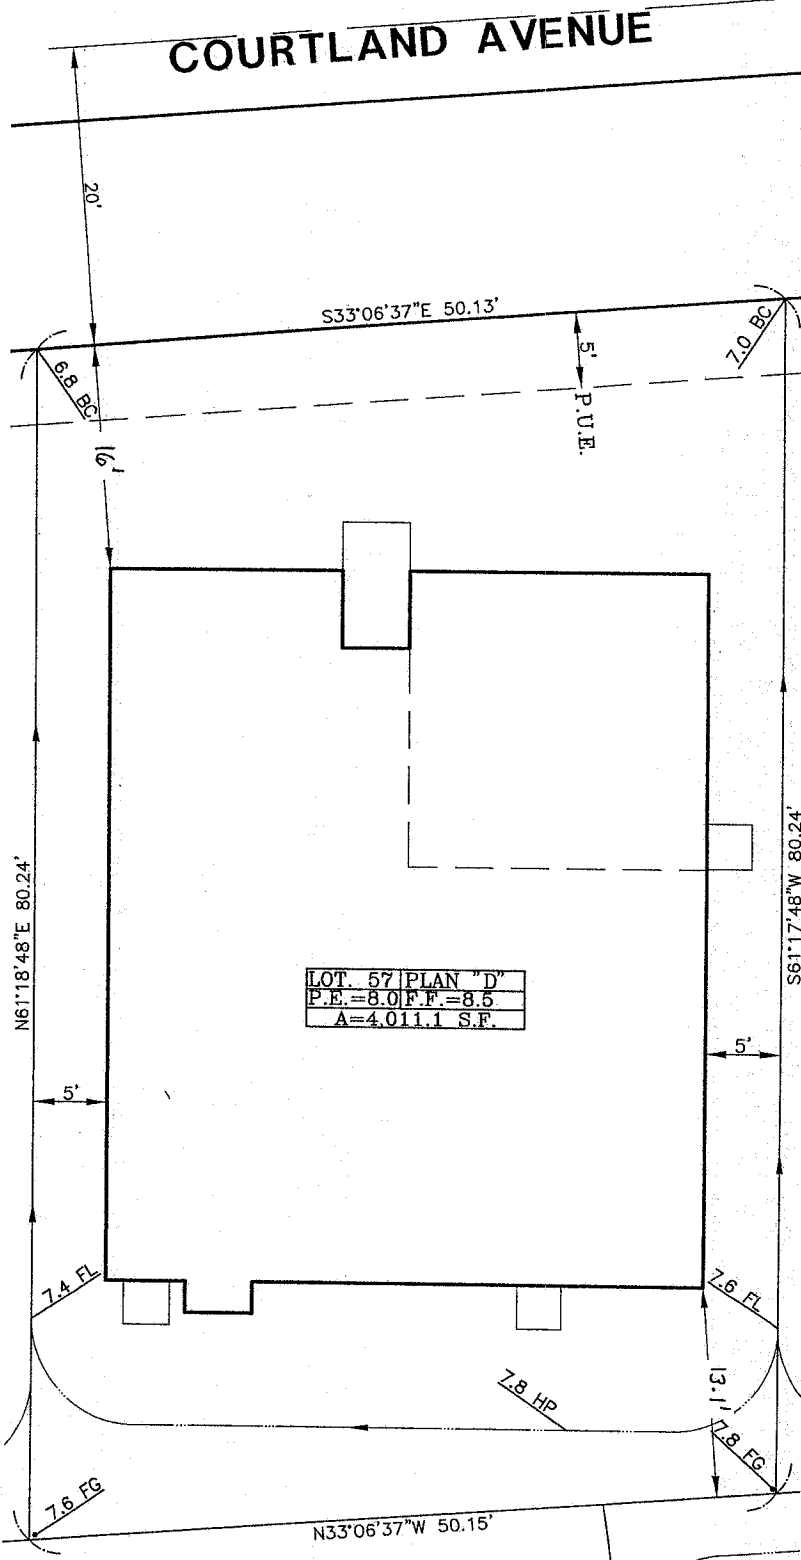 COURTLAND AVENUE
20'
S33°06'37"E 50.13'
6.8 BC
7.0 BC
5'
P.U.E.
16'
N61°18'48"E 80.24'
S61°17'48"W 80.24'
LOT. 57 PLAN "D"
P.E.=8.0 F.F.=8.5
A=4,011.1 S.F.
5'
5'
7.4 FL
7.6 FL
13.1'
7.8 HP
7.8 FG
7.6 FG
N33°06'37"W 50.15'